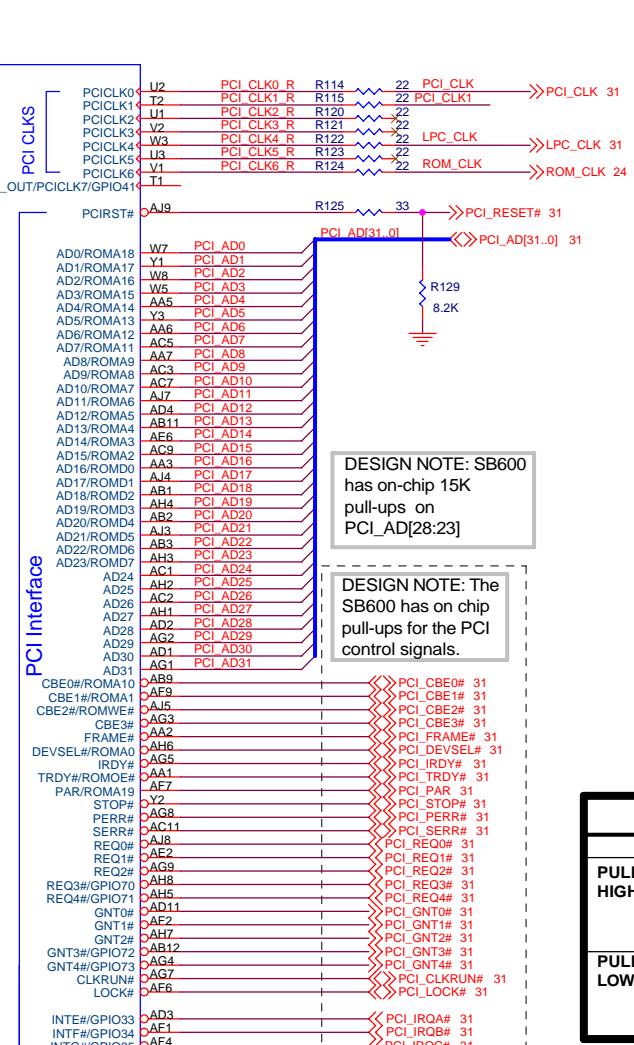 PCI CLKS
PCICLK0 U2 PCI_CLK0_R R114 22 PCI_CLK PCI_CLK 31
PCICLK1 T2 PCI_CLK1_R R115 22 PCI_CLK1
PCICLK2 U1 PCI_CLK2_R R120 22
PCICLK3 V2 PCI_CLK3_R R121 22
PCICLK4 W3 PCI_CLK4_R R122 22 LPC_CLK LPC_CLK 31
PCICLK5 U3 PCI_CLK5_R R123 22
PCICLK6 V1 PCI_CLK6_R R124 22 ROM_CLK ROM_CLK 24
_OUT/PCICLK7/GPIO41 T1
PCIRST# AJ9 R125 33 PCI_RESET# 31
PCI_AD[31..0] PCI_AD[31..0] 31
R129
8.2K
PCI Interface
AD0/ROMA18 W7 PCI_AD0
AD1/ROMA17 Y1 PCI_AD1
AD2/ROMA16 W8 PCI_AD2
AD3/ROMA15 W5 PCI_AD3
AD4/ROMA14 AA5 PCI_AD4
AD5/ROMA13 Y3 PCI_AD5
AD6/ROMA12 AA6 PCI_AD6
AD7/ROMA11 AC5 PCI_AD7
AD8/ROMA9 AA7 PCI_AD8
AD9/ROMA8 AC3 PCI_AD9
AD10/ROMA7 AC7 PCI_AD10
AD11/ROMA6 AJ7 PCI_AD11
AD12/ROMA5 AD4 PCI_AD12
AD13/ROMA4 AB11 PCI_AD13
AD14/ROMA3 AE6 PCI_AD14
AD15/ROMA2 AC9 PCI_AD15
AD16/ROMD0 AA3 PCI_AD16
AD17/ROMD1 AJ4 PCI_AD17
AD18/ROMD2 AB1 PCI_AD18
AD19/ROMD3 AH4 PCI_AD19
AD20/ROMD4 AB2 PCI_AD20
AD21/ROMD5 AJ3 PCI_AD21
AD22/ROMD6 AB3 PCI_AD22
AD23/ROMD7 AH3 PCI_AD23
AD24 AC1 PCI_AD24
AD25 AH2 PCI_AD25
AD26 AC2 PCI_AD26
AD27 AH1 PCI_AD27
AD28 AD2 PCI_AD28
AD29 AG2 PCI_AD29
AD30 AD1 PCI_AD30
AD31 AG1 PCI_AD31
DESIGN NOTE: SB600
has on-chip 15K
pull-ups on
PCI_AD[28:23]
DESIGN NOTE: The
SB600 has on chip
pull-ups for the PCI
control signals.
CBE0#/ROMA10 AB9 PCI_CBE0# 31
CBE1#/ROMA1 AF9 PCI_CBE1# 31
CBE2#/ROMWE# AJ5 PCI_CBE2# 31
CBE3# AG3 PCI_CBE3# 31
FRAME# AA2 PCI_FRAME# 31
DEVSEL#/ROMA0 AH6 PCI_DEVSEL# 31
IRDY# AG5 PCI_IRDY# 31
TRDY#/ROMOE# AA1 PCI_TRDY# 31
PAR/ROMA19 AF7 PCI_PAR 31
STOP# Y2 PCI_STOP# 31
PERR# AG8 PCI_PERR# 31
SERR# AC11 PCI_SERR# 31
REQ0# AJ8 PCI_REQ0# 31
REQ1# AE2 PCI_REQ1# 31
REQ2# AG9 PCI_REQ2# 31
REQ3#/GPIO70 AH8 PCI_REQ3# 31
REQ4#/GPIO71 AH5 PCI_REQ4# 31
GNT0# AD11 PCI_GNT0# 31
GNT1# AF2 PCI_GNT1# 31
GNT2# AH7 PCI_GNT2# 31
GNT3#/GPIO72 AB12 PCI_GNT3# 31
GNT4#/GPIO73 AG4 PCI_GNT4# 31
CLKRUN# AG7 PCI_CLKRUN# 31
LOCK# AF6 PCI_LOCK# 31
INTE#/GPIO33 AD3 PCI_IRQA# 31
INTF#/GPIO34 AF1 PCI_IRQB# 31
AF4
PULL
HIGH
PULL
LOW